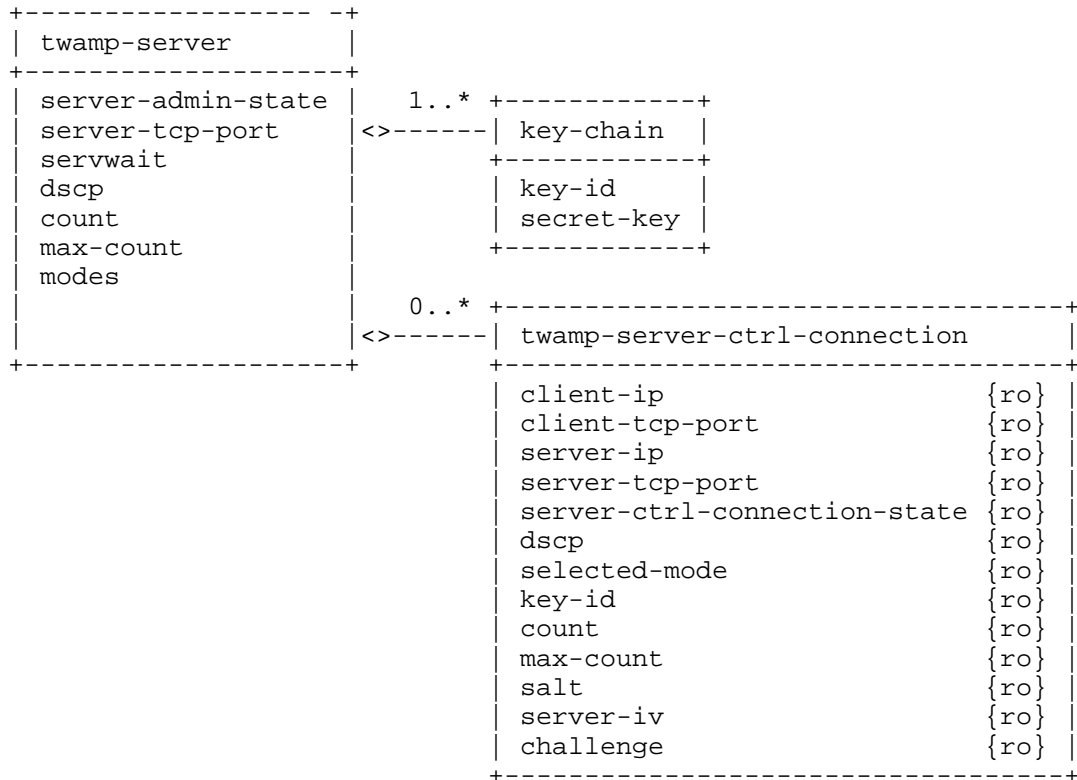 +------------------ -+
| twamp-server       |
+--------------------+
| server-admin-state |   1..* +------------+
| server-tcp-port    |<>------| key-chain  |
| servwait           |        +------------+
| dscp               |        | key-id     |
| count              |        | secret-key |
| max-count          |        +------------+
| modes              |
|                    |   0..* +-----------------------------------+
|                    |<>------| twamp-server-ctrl-connection      |
+--------------------+        +-----------------------------------+
                              | client-ip                    {ro} |
                              | client-tcp-port              {ro} |
                              | server-ip                    {ro} |
                              | server-tcp-port              {ro} |
                              | server-ctrl-connection-state {ro} |
                              | dscp                         {ro} |
                              | selected-mode                {ro} |
                              | key-id                       {ro} |
                              | count                        {ro} |
                              | max-count                    {ro} |
                              | salt                         {ro} |
                              | server-iv                    {ro} |
                              | challenge                    {ro} |
                              +-----------------------------------+